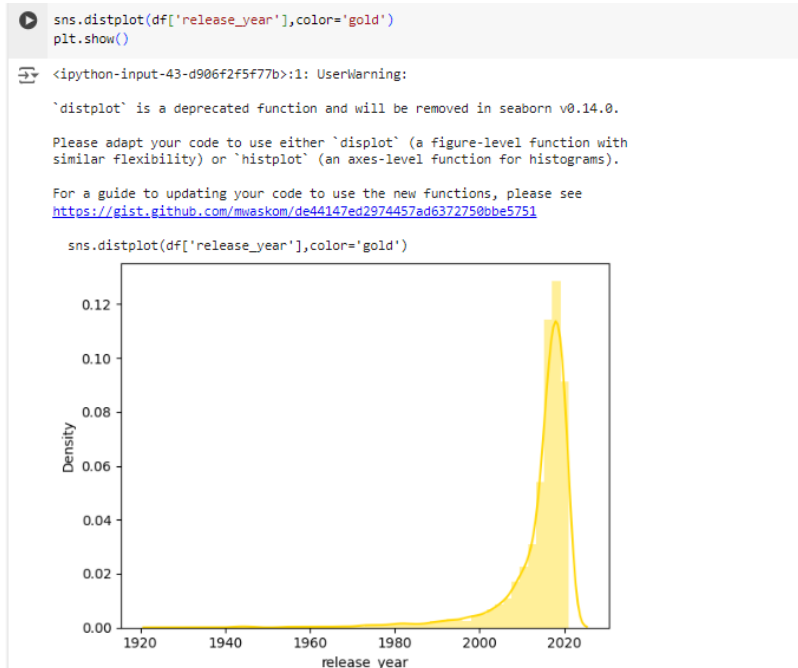 sns.distplot(df['release_year'],color='gold')
plt.show()
<ipython-input-43-d906f2f5f77b>:1: UserWarning:
`distplot` is a deprecated function and will be removed in seaborn v0.14.0.
Please adapt your code to use either `displot` (a figure-level function with
similar flexibility) or `histplot` (an axes-level function for histograms).
For a guide to updating your code to use the new functions, please see
https://gist.github.com/mwaskom/de44147ed2974457ad6372750bbe5751
sns.distplot(df['release_year'],color='gold')
0.12
0.10
0.08
0.06
0.04
0.02
0.00
Density
1920 1940 1960 1980 2000 2020
release_year